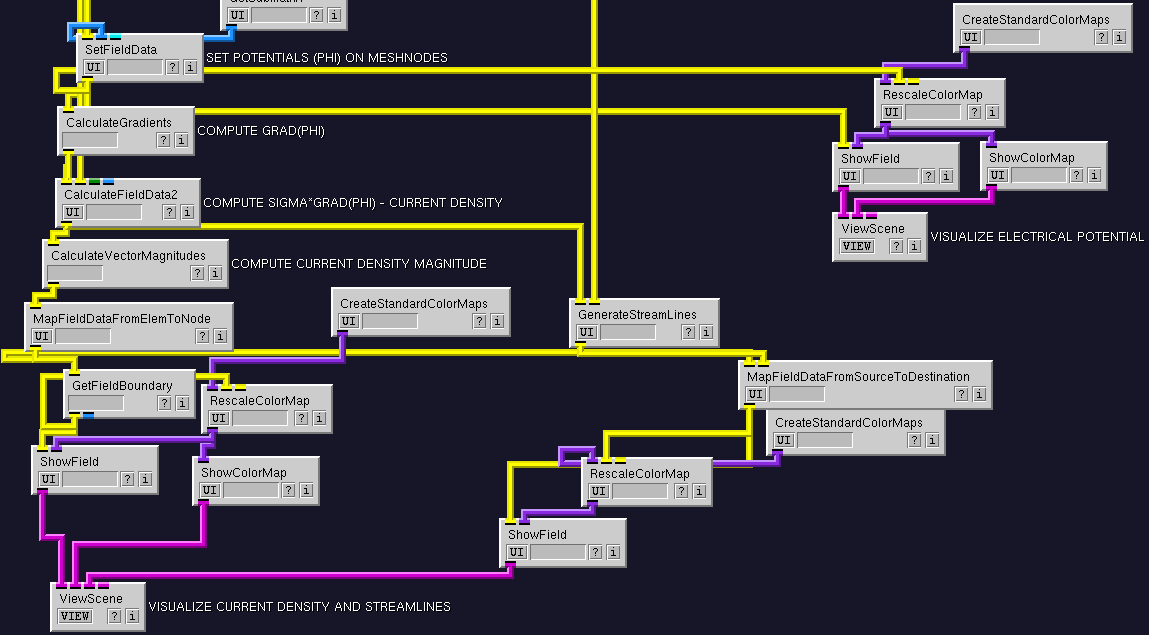 GetSubmatrix
UI ? i
CreateStandardColorMaps
UI ? i
SetFieldData
UI ? i
SET POTENTIALS (PHI) ON MESHNODES
RescaleColorMap
UI ? i
CalculateGradients
? i
COMPUTE GRAD(PHI)
ShowField
UI ? i
ShowColorMap
UI ? i
CalculateFieldData2
UI ? i
COMPUTE SIGMA*GRAD(PHI) - CURRENT DENSITY
ViewScene
VIEW ? i
VISUALIZE ELECTRICAL POTENTIAL
CalculateVectorMagnitudes
? i
COMPUTE CURRENT DENSITY MAGNITUDE
CreateStandardColorMaps
UI ? i
GenerateStreamLines
UI ? i
MapFieldDataFromElemToNode
UI ? i
MapFieldDataFromSourceToDestination
UI ? i
GetFieldBoundary
? i
RescaleColorMap
UI ? i
CreateStandardColorMaps
UI ? i
ShowField
UI ? i
ShowColorMap
UI ? i
RescaleColorMap
UI ? i
ShowField
UI ? i
ViewScene
VIEW ? i
VISUALIZE CURRENT DENSITY AND STREAMLINES